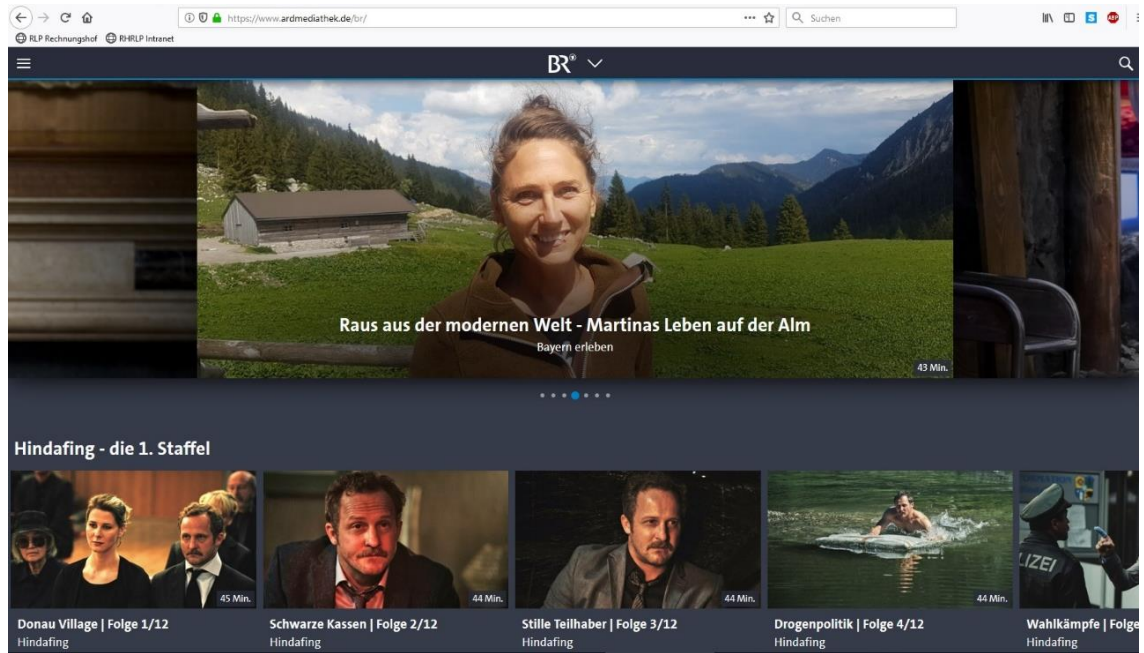 https://www.ardmediathek.de/br/
Suchen
S
ABP
RLP Rechnungshof RHRLP Intranet
BR
Raus aus der modernen Welt - Martinas Leben auf der Alm
Bayern erleben
43 Min.
Hindafing - die 1. Staffel
45 Min.
44 Min.
44 Min.
44 Min.
LIZEI
Donau Village | Folge 1/12
Schwarze Kassen | Folge 2/12
Stille Teilhaber | Folge 3/12
Drogenpolitik | Folge 4/12
Wahlkämpfe | Folge
Hindafing
Hindafing
Hindafing
Hindafing
Hindafing